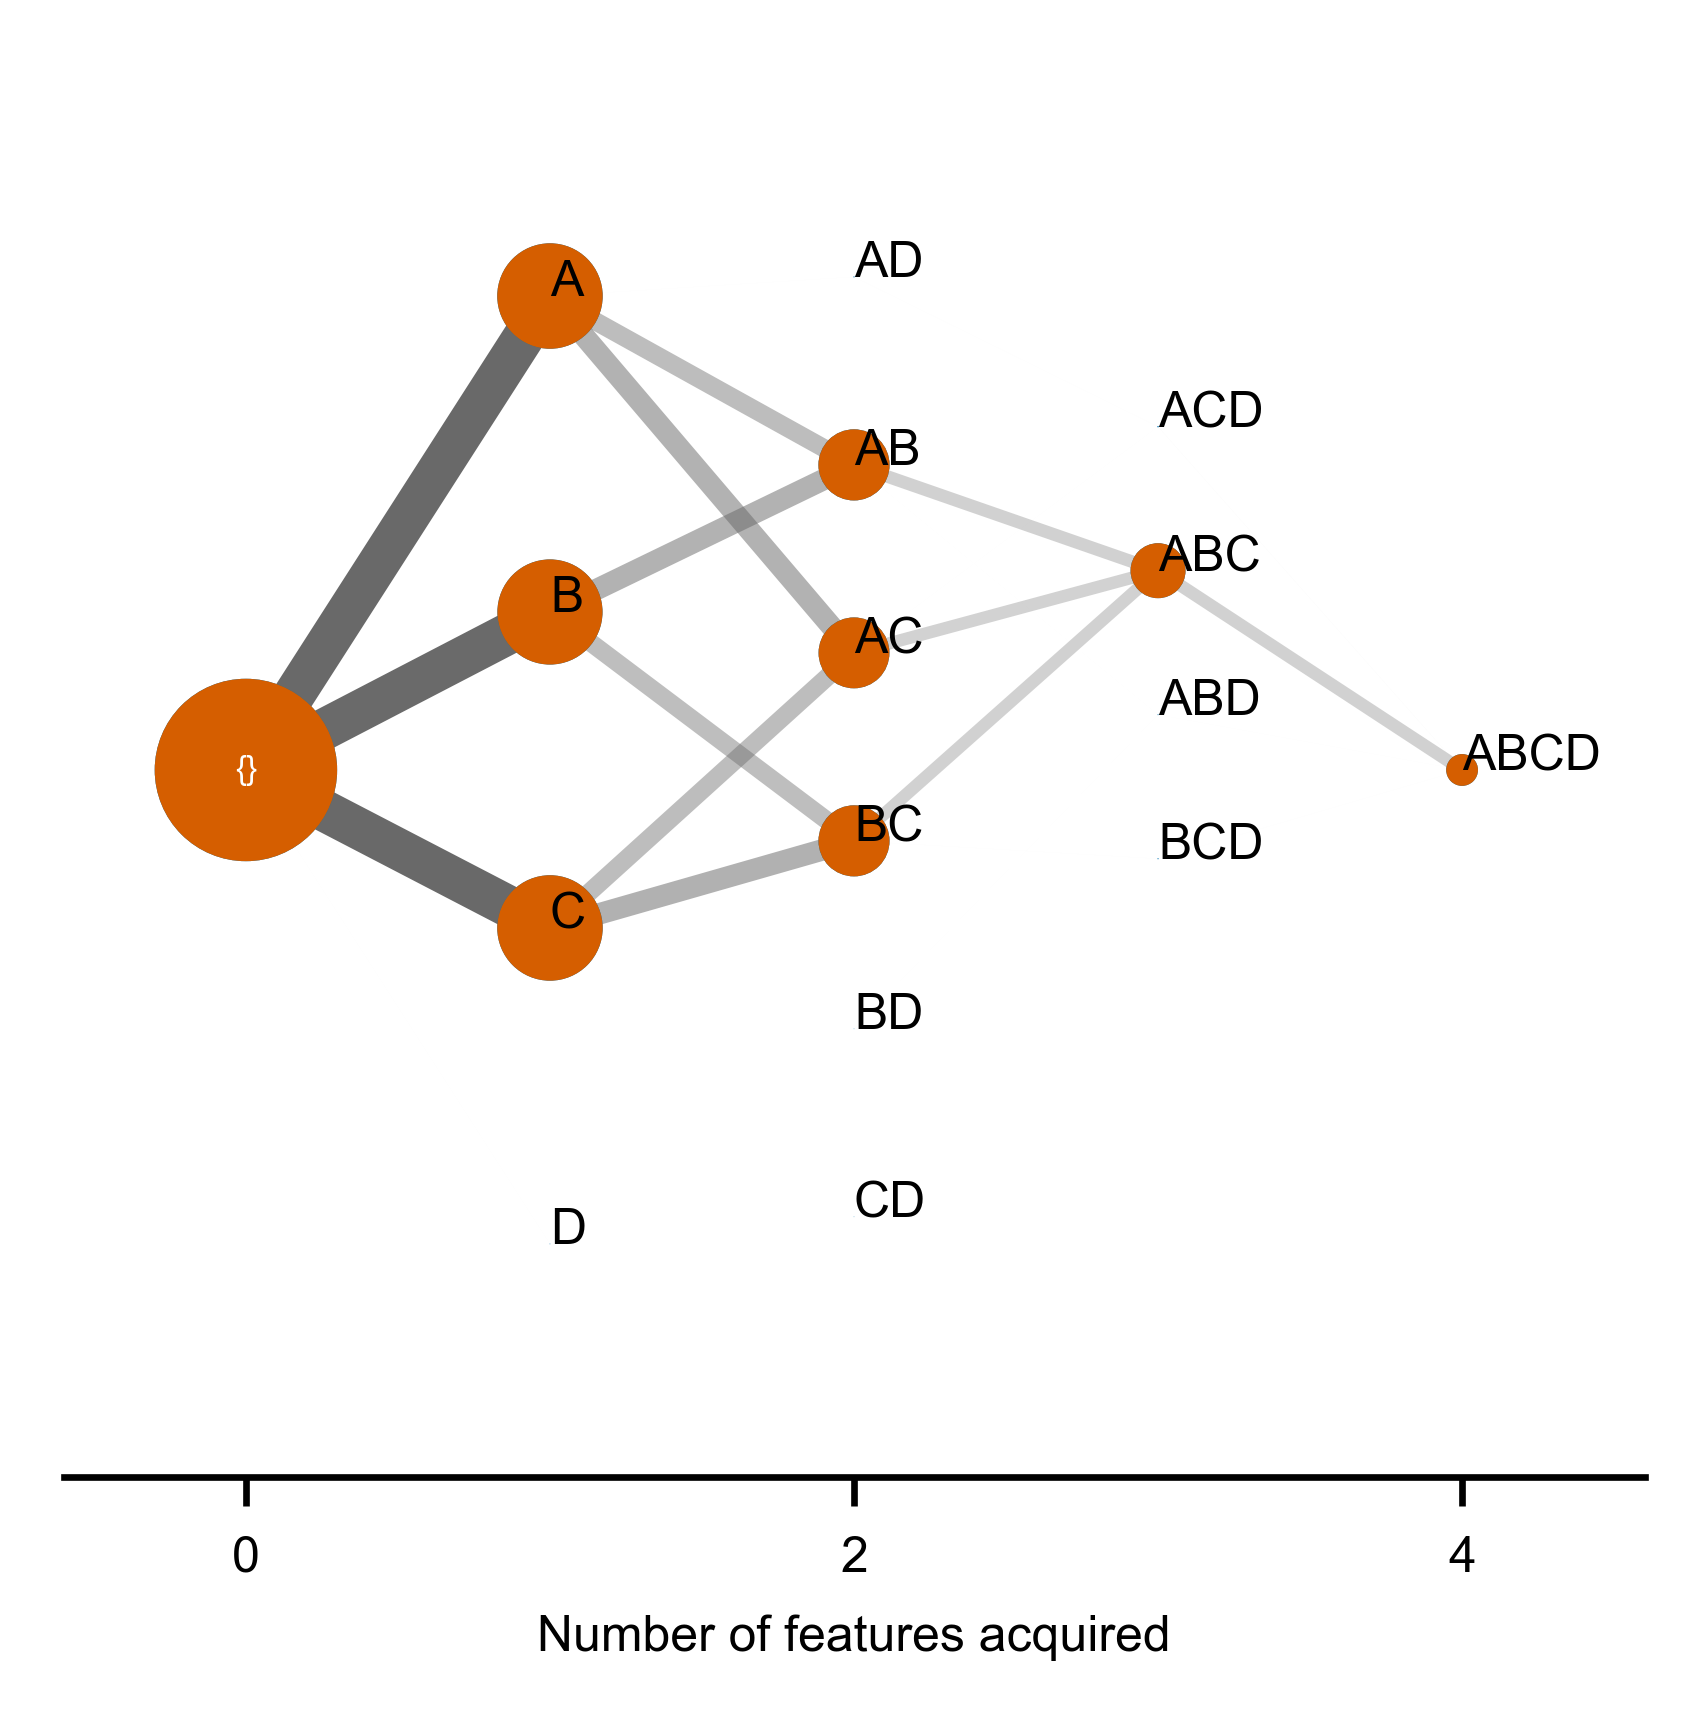 AD
A
ACD
AB
ABC
B
AC
ABD
ABCD
{}
BC
BCD
C
BD
CD
D
0 2 4
Number of features acquired